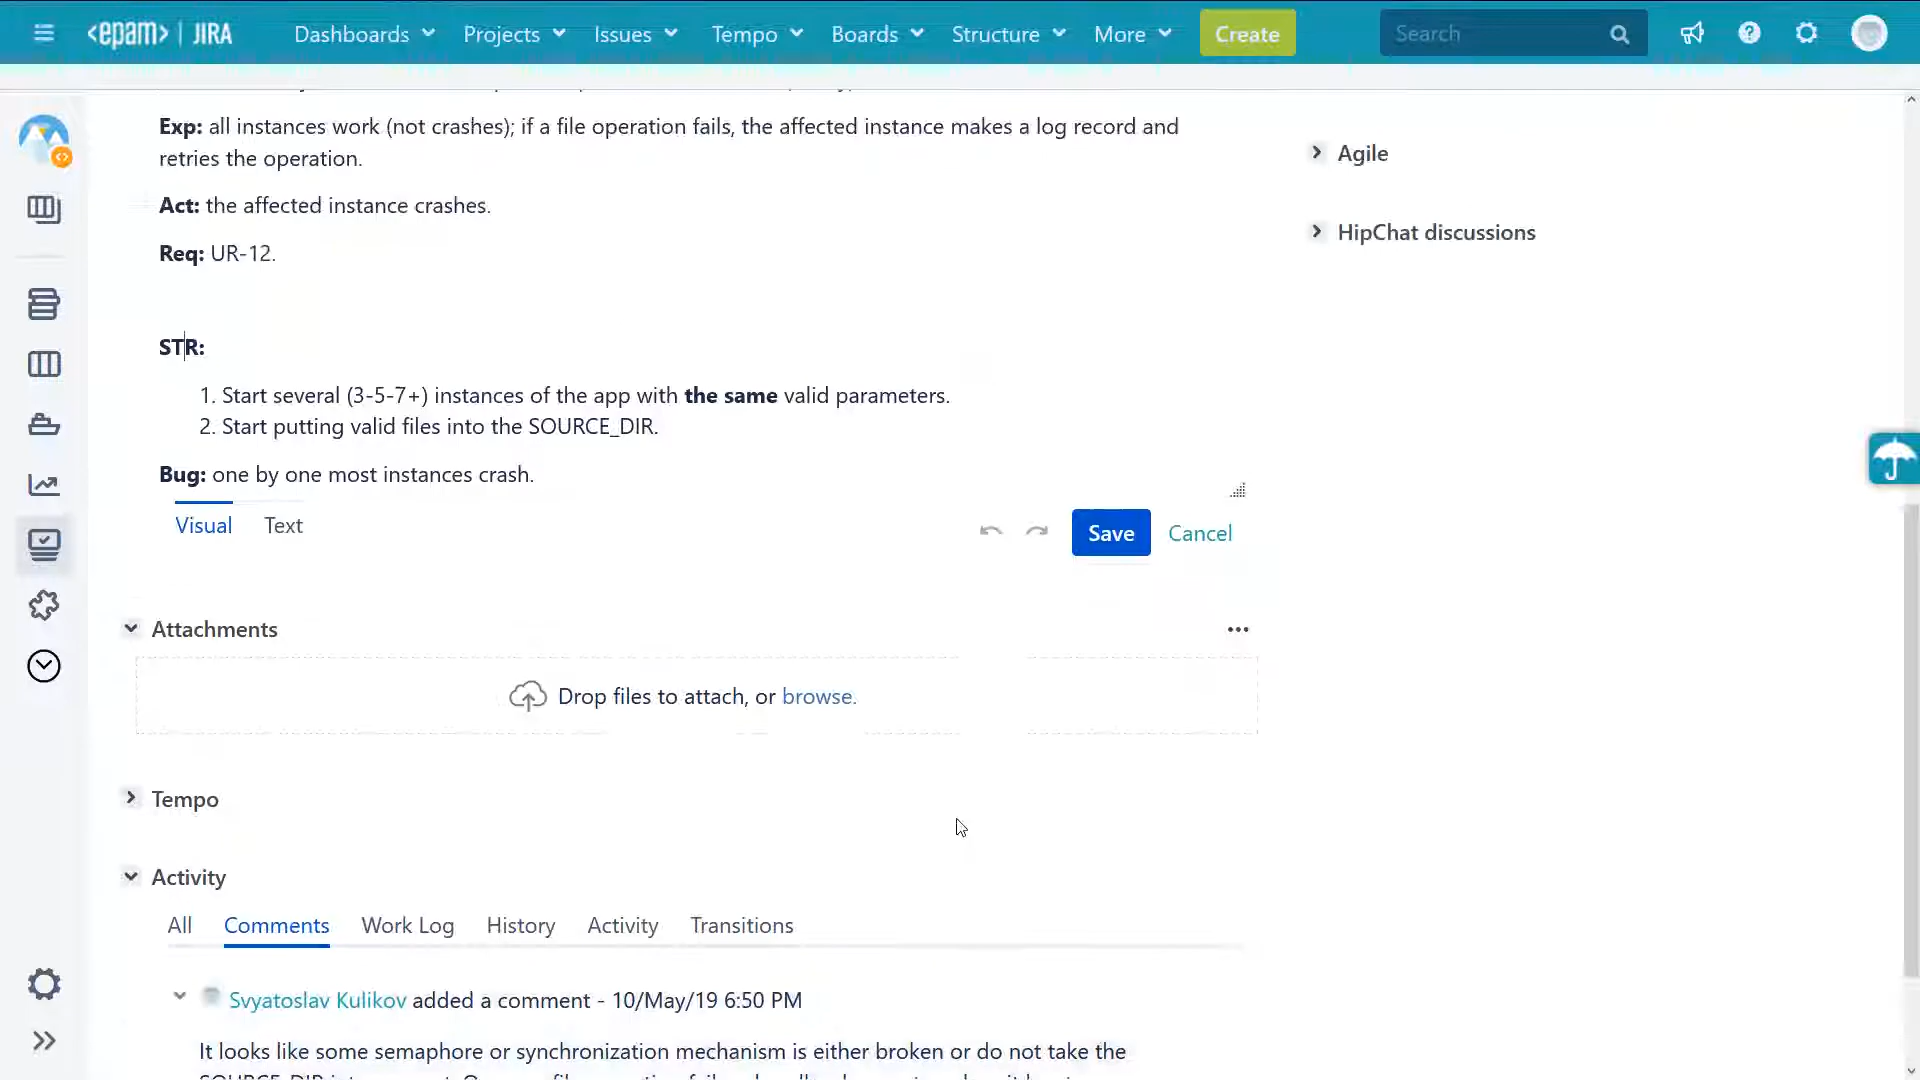 <epam> | JIRA Dashboards Projects Issues Tempo Boards Structure More Create Search
Exp: all instances work (not crashes); if a file operation fails, the affected instance makes a log record and
retries the operation.
Act: the affected instance crashes.
Req: UR-12.
STR:
1. Start several (3-5-7+) instances of the app with the same valid parameters.
2. Start putting valid files into the SOURCE_DIR.
Bug: one by one most instances crash.
Visual Text Save Cancel
Agile
HipChat discussions
Attachments
Drop files to attach, or browse.
Tempo
Activity
All Comments Work Log History Activity Transitions
Svyatoslav Kulikov added a comment - 10/May/19 6:50 PM
It looks like some semaphore or synchronization mechanism is either broken or do not take the